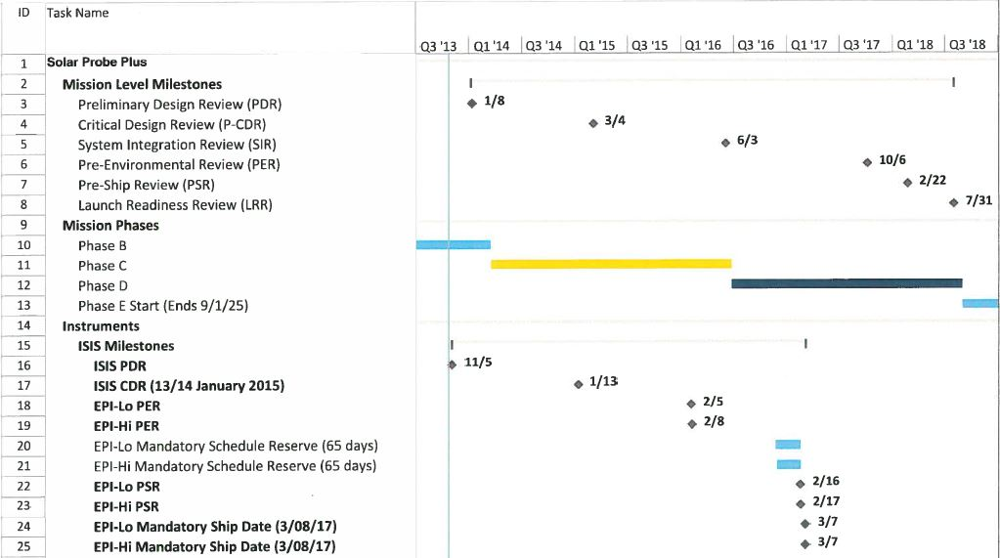 ID Task Name
Q3 '13 Q1 '14 Q3 '14 Q1 '15 Q3 '15 Q1 '16 Q3 '16 Q1 '17 Q3 '17 Q1 '18 Q3 '18
1 Solar Probe Plus
2 Mission Level Milestones
3 Preliminary Design Review (PDR) 1/8
4 Critical Design Review (P-CDR) 3/4
5 System Integration Review (SIR) 6/3
6 Pre-Environmental Review (PER) 10/6
7 Pre-Ship Review (PSR) 2/22
8 Launch Readiness Review (LRR) 7/31
9 Mission Phases
10 Phase B
11 Phase C
12 Phase D
13 Phase E Start (Ends 9/1/25)
14 Instruments
15 ISIS Milestones
16 ISIS PDR 11/5
17 ISIS CDR (13/14 January 2015) 1/13
18 EPI-Lo PER 2/5
19 EPI-Hi PER 2/8
20 EPI-Lo Mandatory Schedule Reserve (65 days)
21 EPI-Hi Mandatory Schedule Reserve (65 days)
22 EPI-Lo PSR 2/16
23 EPI-Hi PSR 2/17
24 EPI-Lo Mandatory Ship Date (3/08/17) 3/7
25 EPI-Hi Mandatory Ship Date (3/08/17) 3/7